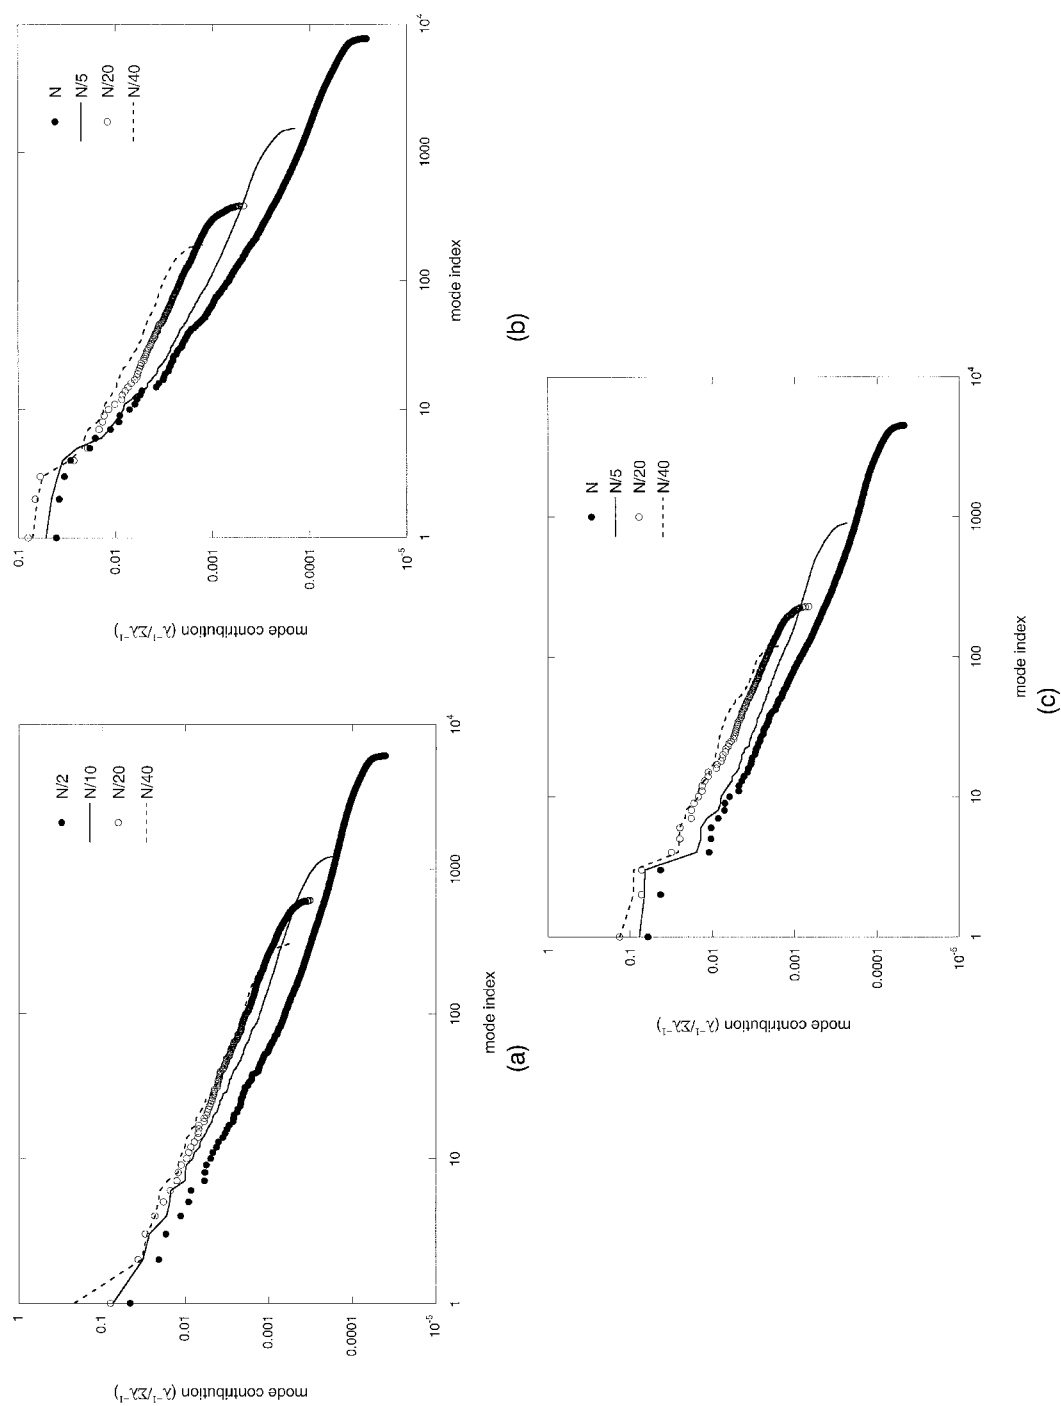 1
0.1
0.01
0.001
0.0001
10⁻⁵
1
10
100
1000
10⁴
mode index
mode contribution (λ⁻¹/Σλ⁻¹)
N/2
N/10
N/20
N/40
(a)
0.1
0.01
0.001
0.0001
10⁻⁵
1
10
100
1000
10⁴
mode index
mode contribution (λ⁻¹/Σλ⁻¹)
N
N/5
N/20
N/40
(b)
1
0.1
0.01
0.001
0.0001
10⁻⁵
1
10
100
1000
10⁴
mode index
mode contribution (λ⁻¹/Σλ⁻¹)
N
N/5
N/20
N/40
(c)